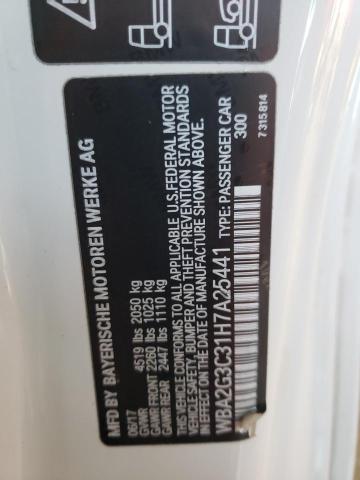 MFD BY BAYERISCHE MOTOREN WERKE AG
06/17
GVWR 4519 lbs 2050 kg
GAWR FRONT 2260 lbs 1025 kg
GAWR REAR 2447 lbs 1110 kg
THIS VEHICLE CONFORMS TO ALL APPLICABLE U.S. FEDERAL MOTOR
VEHICLE SAFETY, BUMPER AND THEFT PREVENTION STANDARDS
IN EFFECT ON THE DATE OF MANUFACTURE SHOWN ABOVE.
WBA2G3C31H7A25441 TYPE: PASSENGER CAR
300
7 315 814